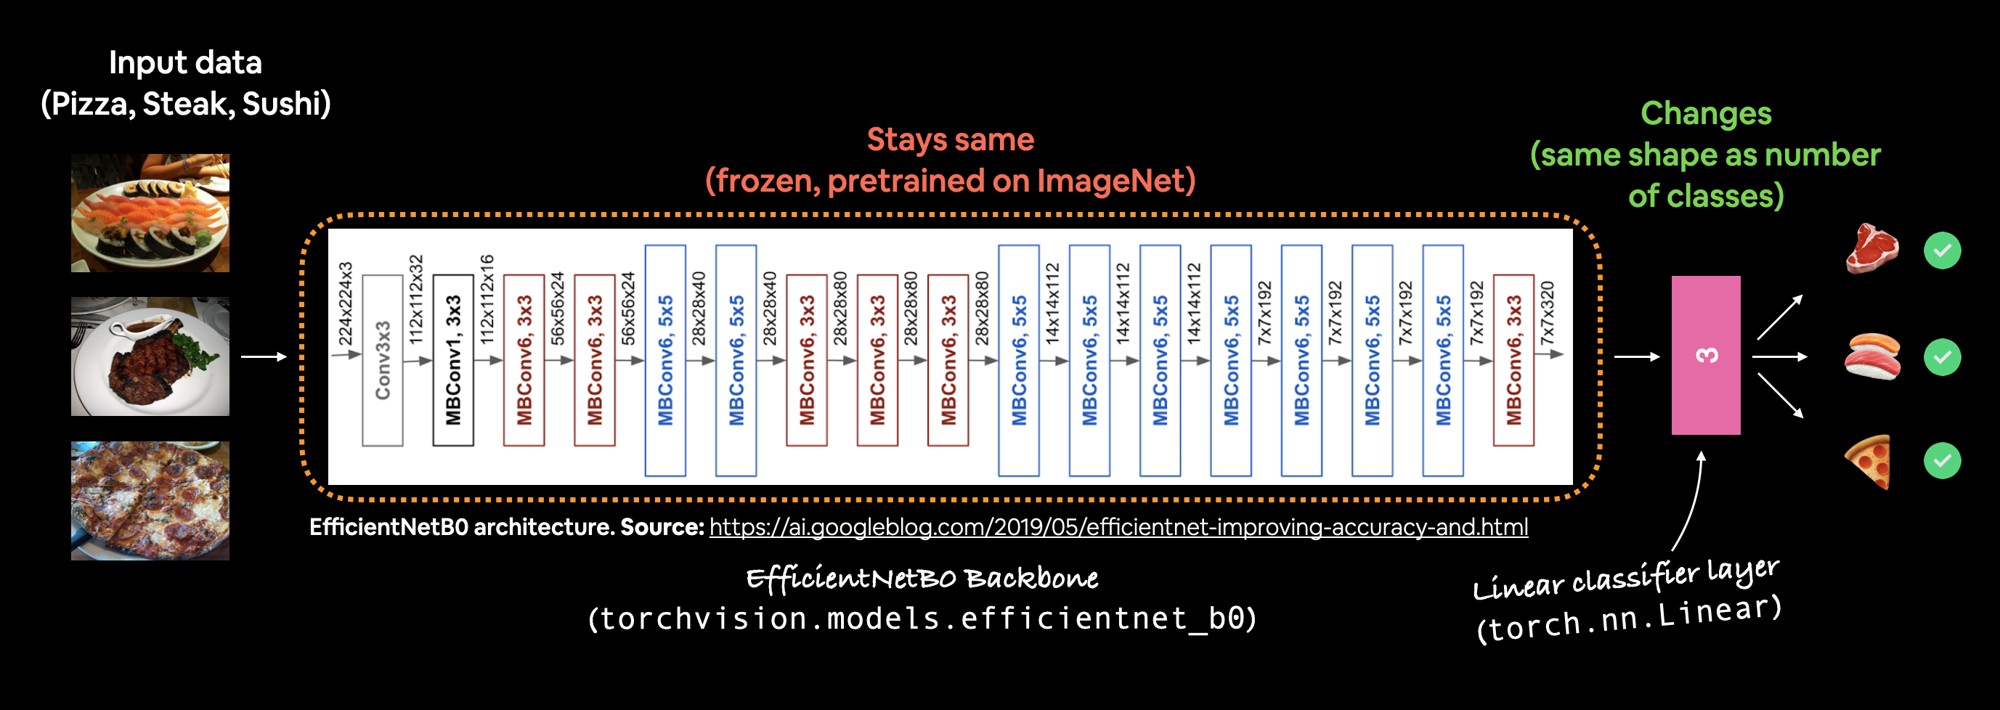 Input data
(Pizza, Steak, Sushi)
Stays same
(frozen, pretrained on ImageNet)
Changes
(same shape as number
of classes)
224x224x3
Conv3x3
112x112x32
MBConv1, 3x3
112x112x16
MBConv6, 3x3
56x56x24
MBConv6, 3x3
56x56x24
MBConv6, 5x5
28x28x40
MBConv6, 5x5
28x28x40
MBConv6, 3x3
28x28x80
MBConv6, 3x3
28x28x80
MBConv6, 3x3
28x28x80
MBConv6, 5x5
14x14x112
MBConv6, 5x5
14x14x112
MBConv6, 5x5
14x14x112
MBConv6, 5x5
7x7x192
MBConv6, 5x5
7x7x192
MBConv6, 5x5
7x7x192
MBConv6, 5x5
7x7x192
MBConv6, 3x3
7x7x320
3
EfficientNetB0 architecture. Source: https://ai.googleblog.com/2019/05/efficientnet-improving-accuracy-and.html
EfficientNetB0 Backbone
(torchvision.models.efficientnet_b0)
Linear classifier layer
(torch.nn.Linear)